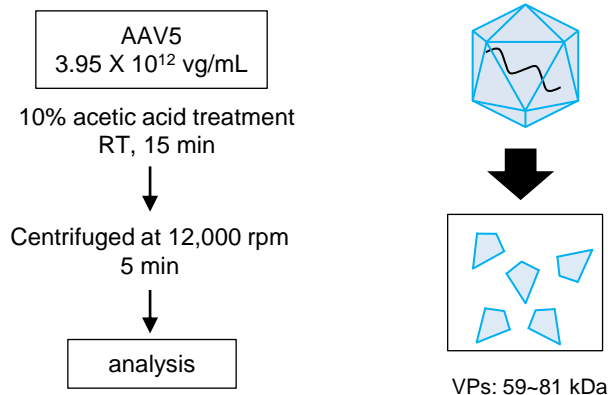 AAV5
3.95 X 10¹² vg/mL
10% acetic acid treatment
RT, 15 min
Centrifuged at 12,000 rpm
5 min
analysis
VPs: 59~81 kDa